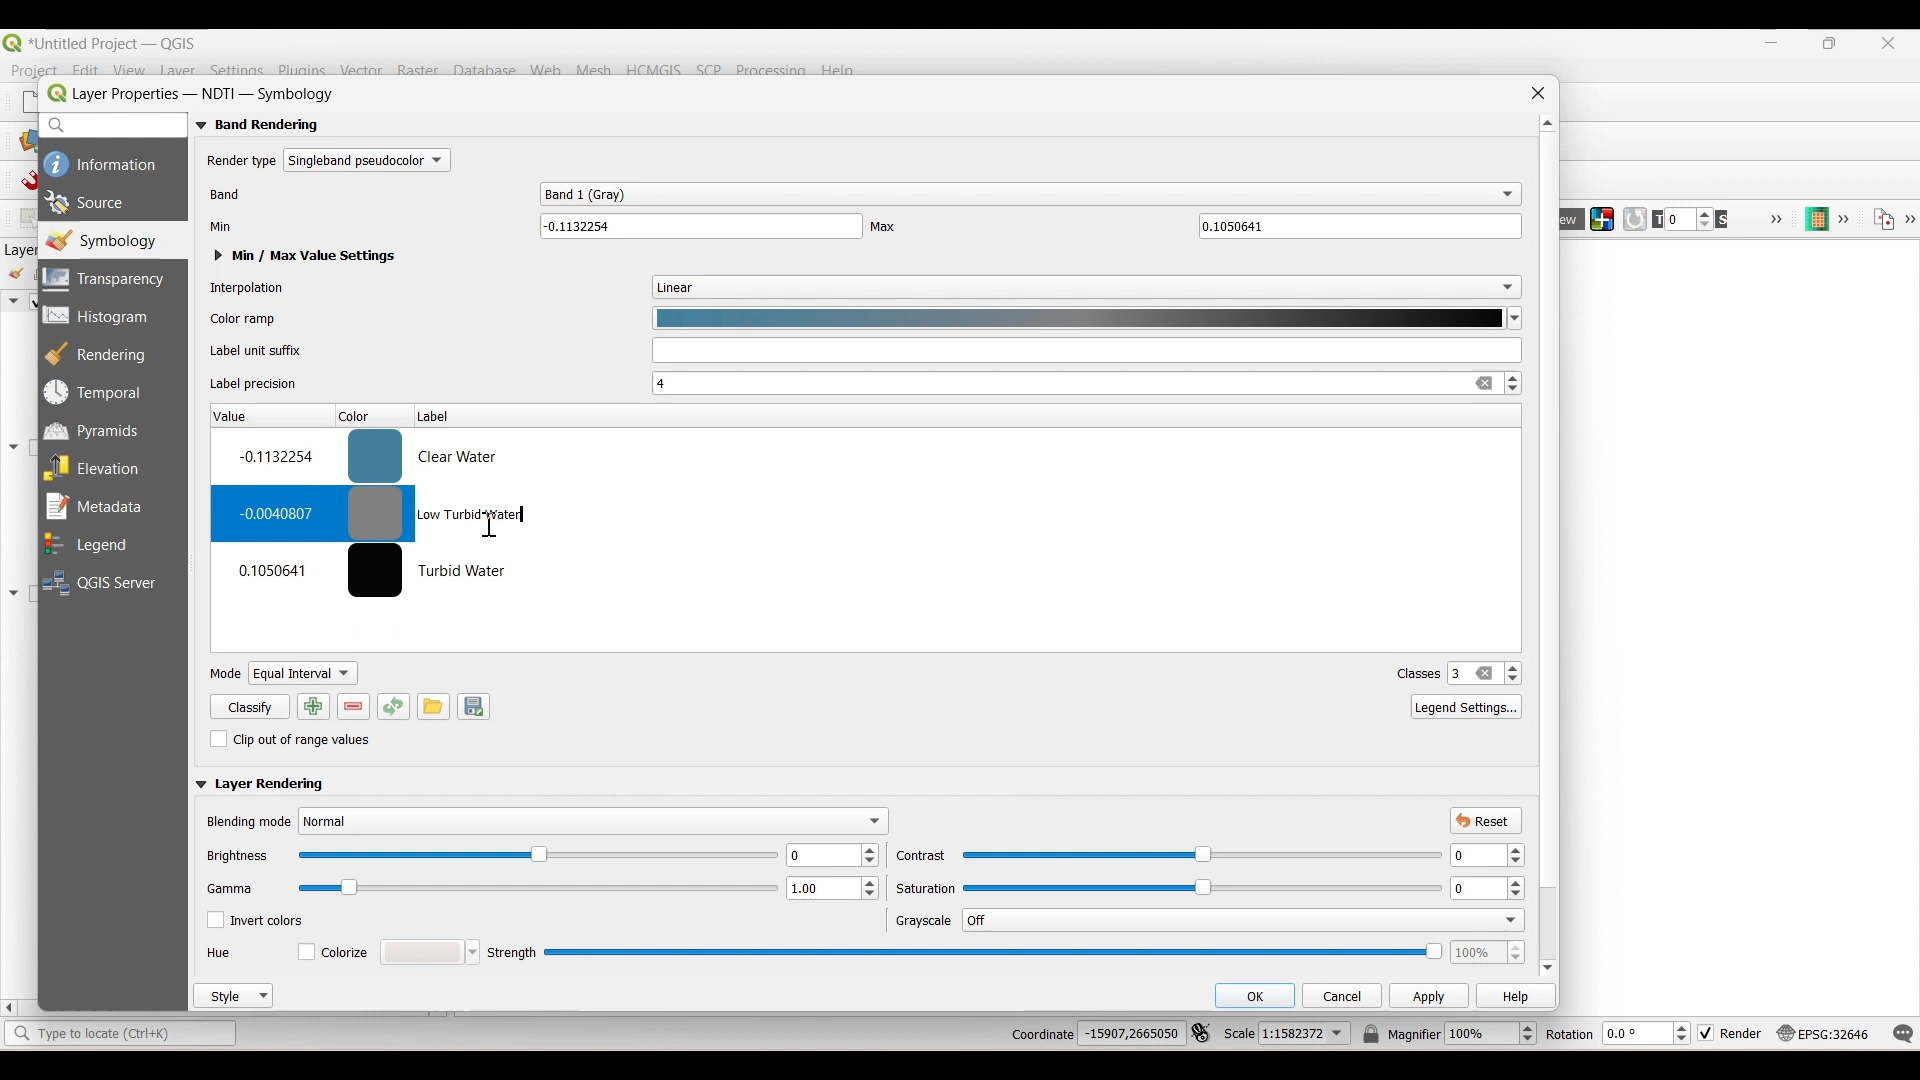 *Untitled Project — QGIS
Project Edit View Layer Settings Plugins Vector Raster Database Web Mesh HCMGIS SCP Processing Help
Layer Properties — NDTI — Symbology
Band Rendering
Information
Source
Symbology
Transparency
Histogram
Rendering
Temporal
Pyramids
Elevation
Metadata
Legend
QGIS Server
Render type Singleband pseudocolor
Band Band 1 (Gray)
Min -0.1132254 Max 0.1050641
T 0 S
Min / Max Value Settings
Interpolation Linear
Color ramp
Label unit suffix
Label precision 4
Value Color Label
-0.1132254 Clear Water
-0.0040807 Low Turbid Water
0.1050641 Turbid Water
Mode Equal Interval Classes 3
Classify Legend Settings...
Clip out of range values
Layer Rendering
Blending mode Normal Reset
Brightness 0 Contrast 0
Gamma 1.00 Saturation 0
Invert colors Grayscale Off
Hue Colorize Strength 100%
Style OK Cancel Apply Help
Type to locate (Ctrl+K) Coordinate -15907,2665050 Scale 1:1582372 Magnifier 100% Rotation 0.0 ° Render EPSG:32646